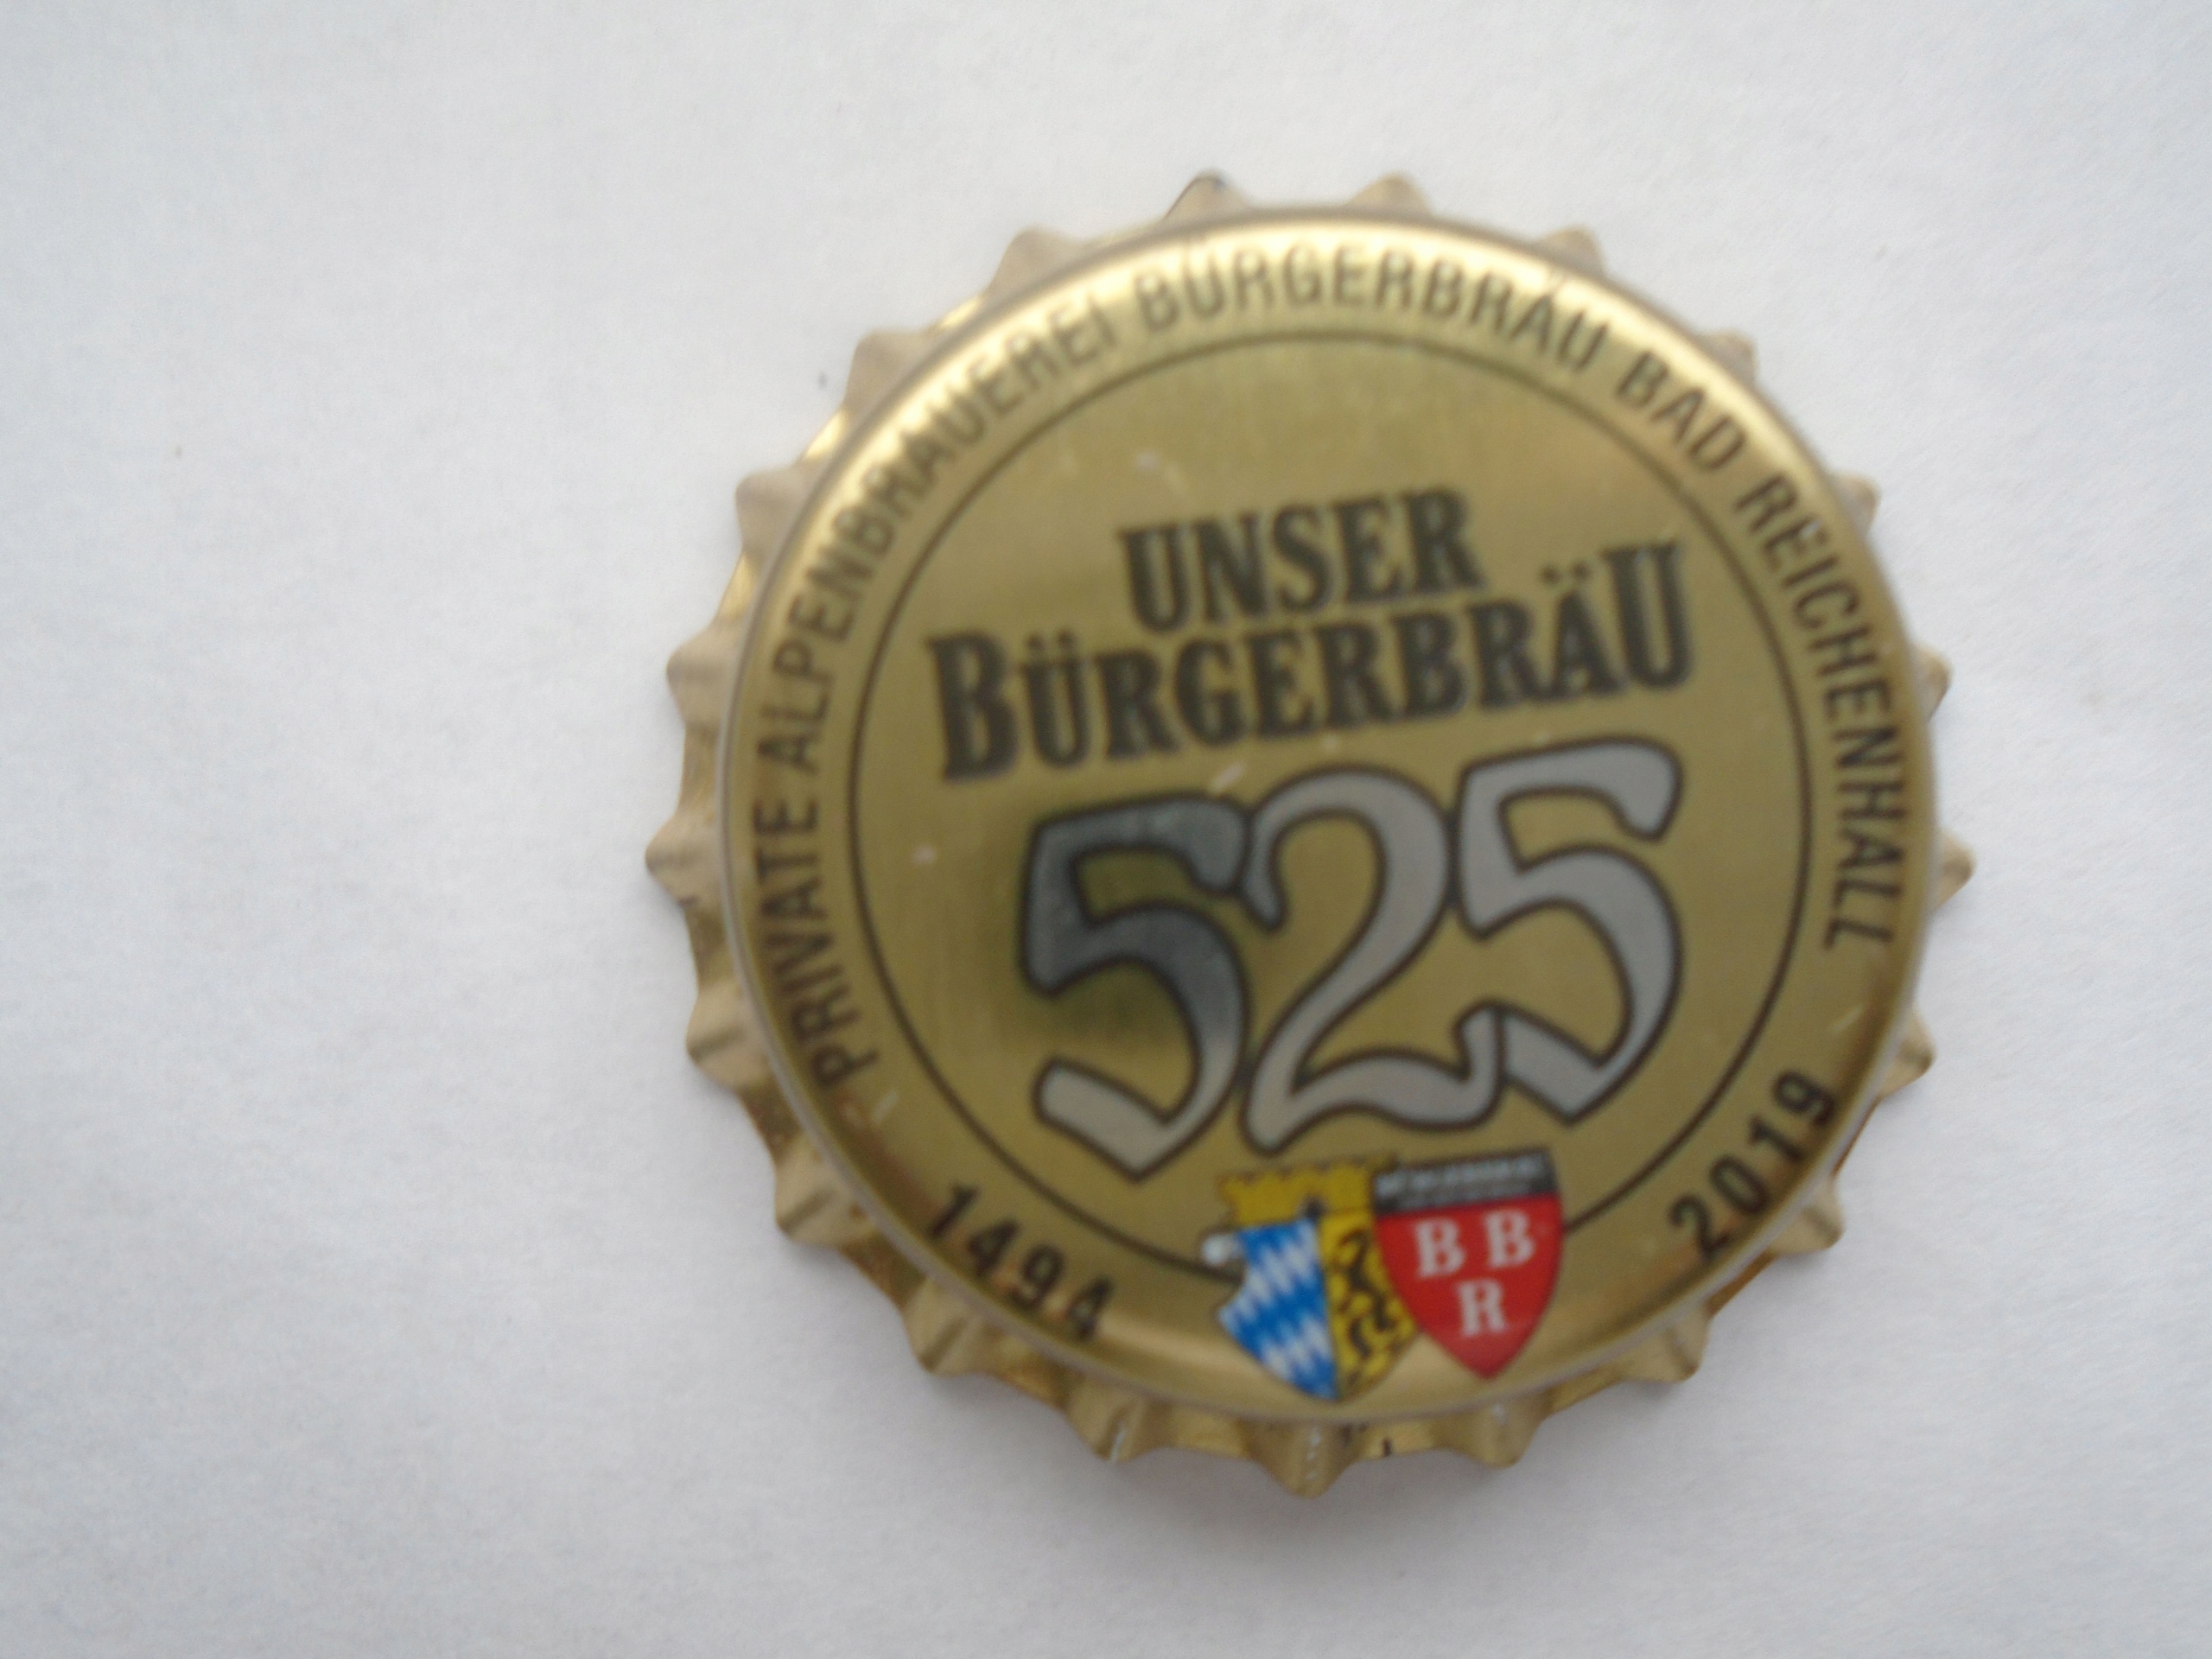 PRIVATE ALPENBRAUEREI BÜRGERBRÄU BAD REICHENHALL
UNSER
BÜRGERBRÄU
525
1494
2019
B B
R